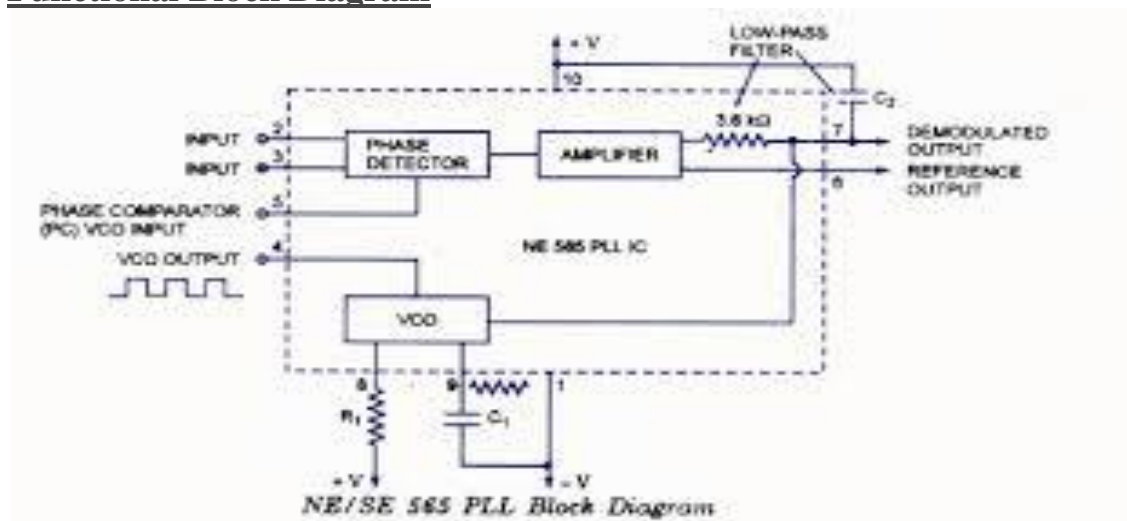 Functional Block Diagram
LOW-PASS
FILTER
+ V
10
C2
3.6 kΩ
2
INPUT
3
INPUT
PHASE
DETECTOR
AMPLIFIER
7
DEMODULATED
OUTPUT
6
REFERENCE
OUTPUT
5
PHASE COMPARATOR
(PC) VCO INPUT
4
VCO OUTPUT
NE 565 PLL IC
VCO
8
9
1
R1
C1
+ V
- V
NE/SE 565 PLL Block Diagram